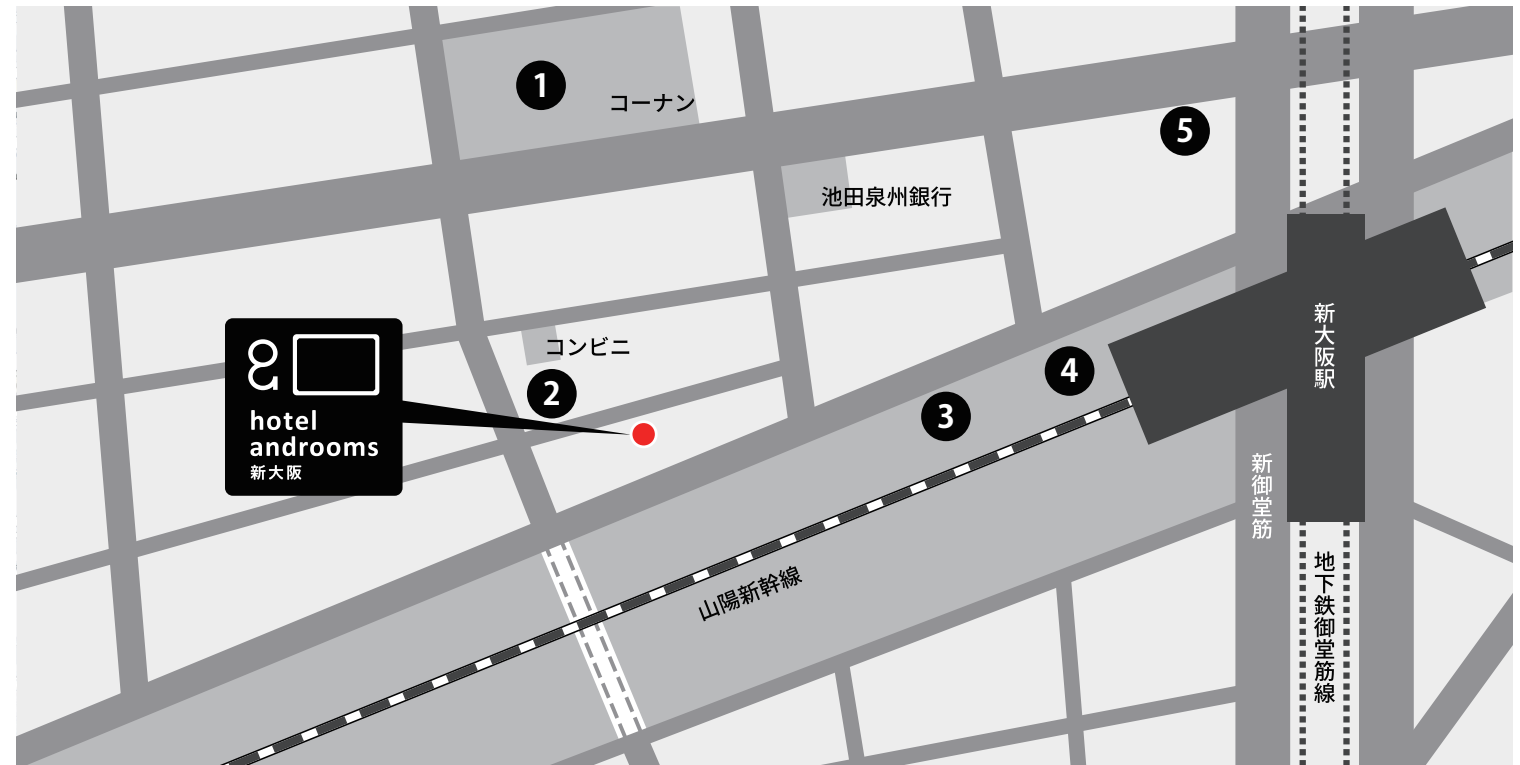 1
コーナン
5
池田泉州銀行
コンビニ
2
hotel
androoms
新大阪
4
3
新大阪駅
新御堂筋
山陽新幹線
地下鉄御堂筋線